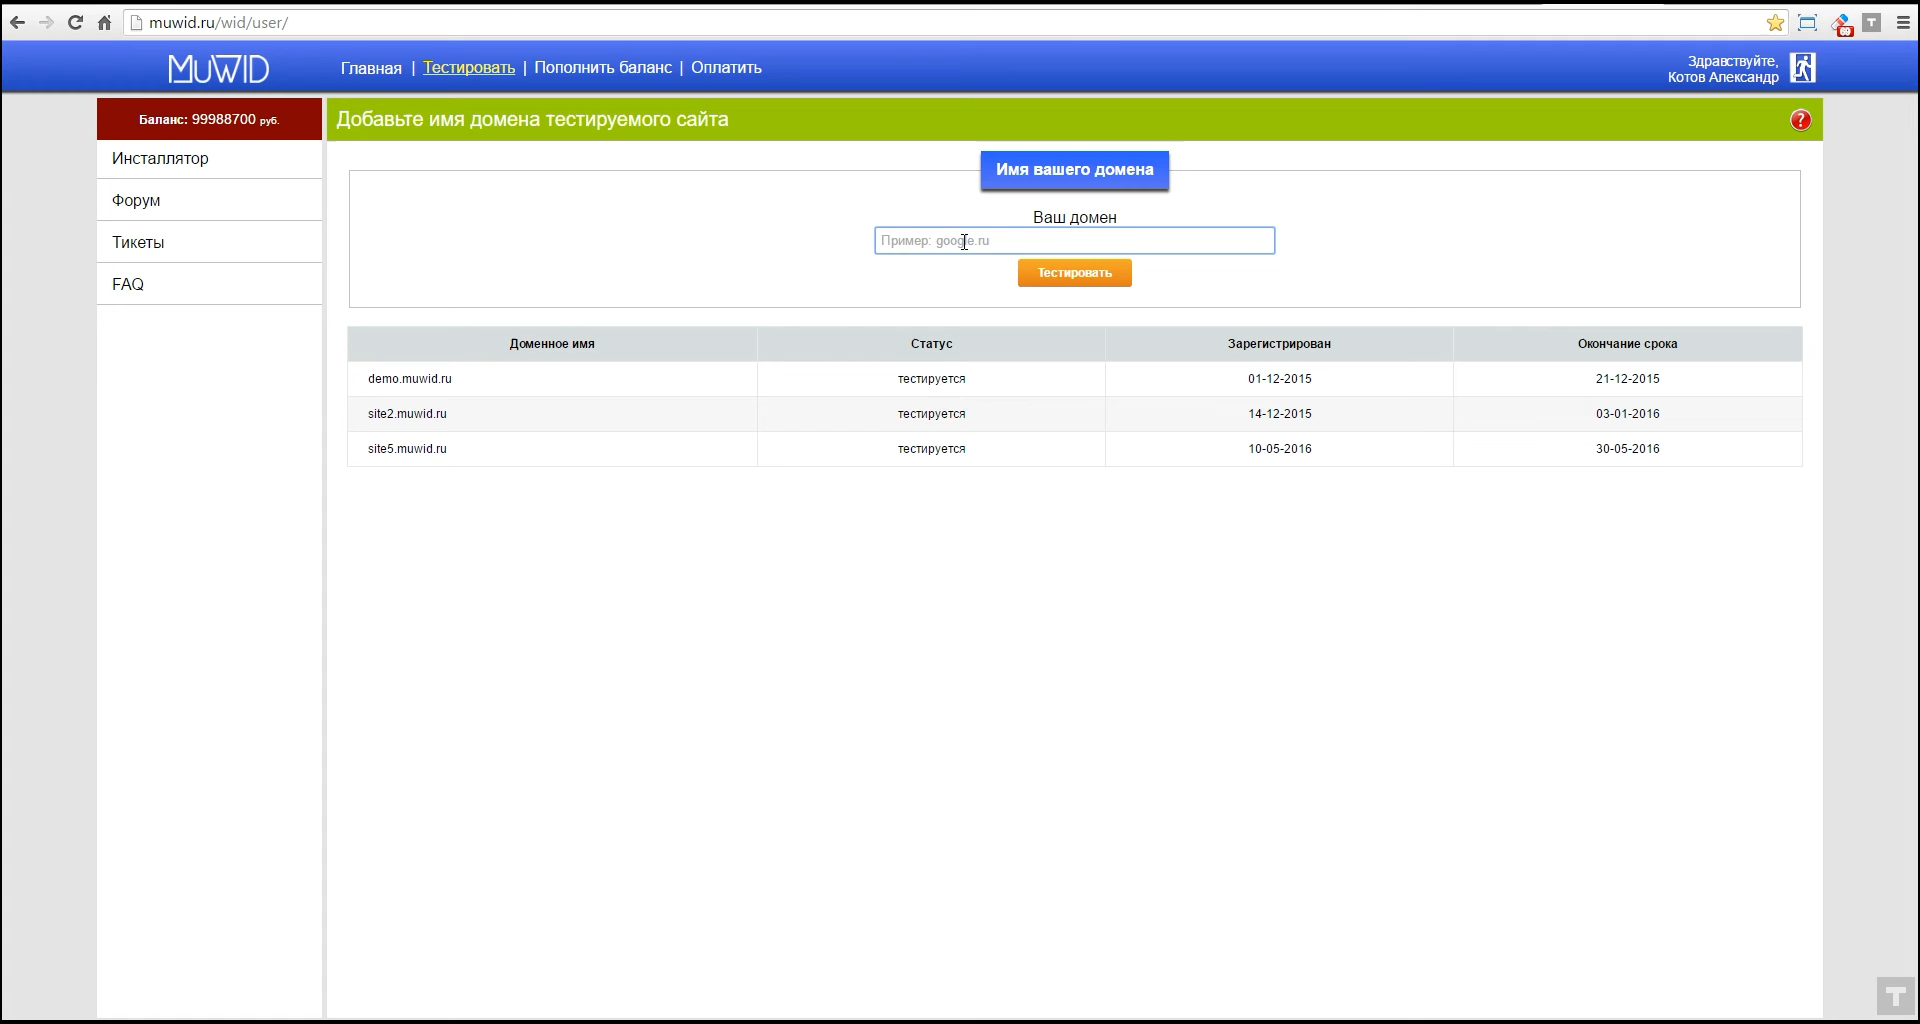 muwid.ru/wid/user/
69
T
MUWID
Главная | Тестировать | Пополнить баланс | Оплатить
Здравствуйте,
Котов Александр
Баланс: 99988700 руб.
Инсталлятор
Форум
Тикеты
FAQ
Добавьте имя домена тестируемого сайта
?
Имя вашего домена
Ваш домен
Пример: google.ru
Тестировать
Доменное имя Статус Зарегистрирован Окончание срока
demo.muwid.ru тестируется 01-12-2015 21-12-2015
site2.muwid.ru тестируется 14-12-2015 03-01-2016
site5.muwid.ru тестируется 10-05-2016 30-05-2016
T